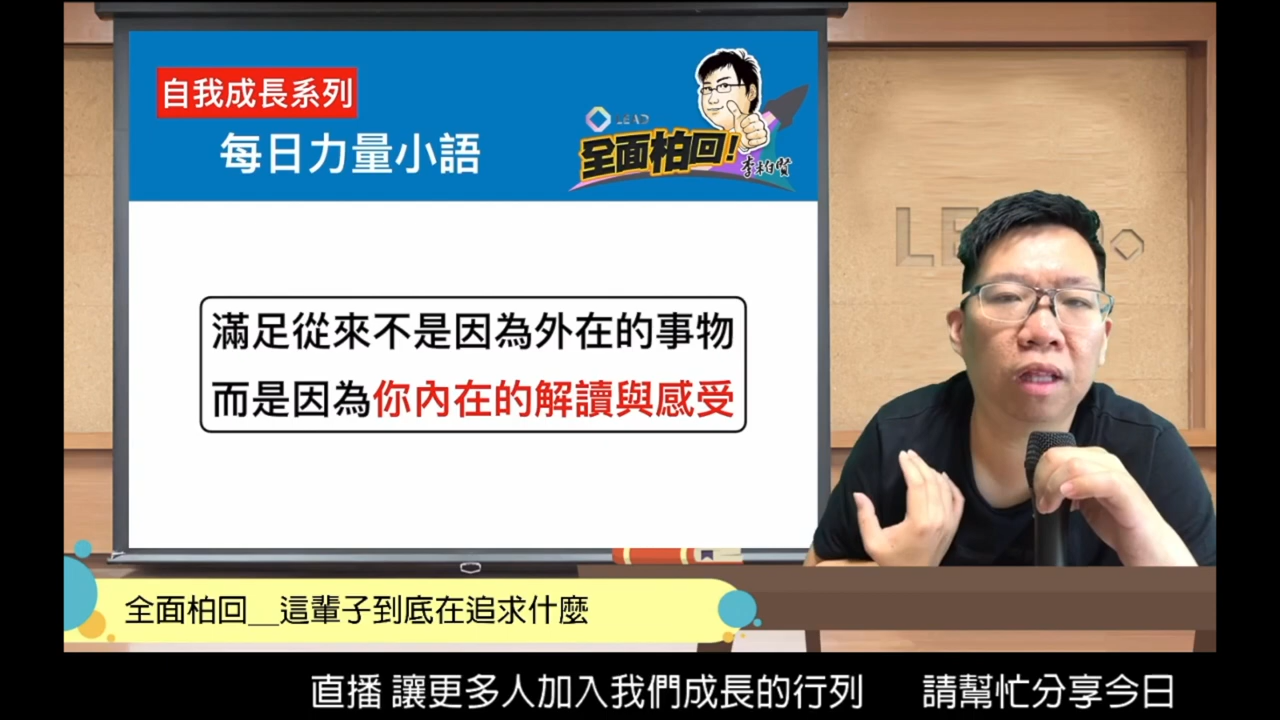 自我成長系列
每日力量小語
LEAD
全面柏回!
李柏賢
滿足從來不是因為外在的事物
而是因為你內在的解讀與感受
LEAD
全面柏回__這輩子到底在追求什麼
直播 讓更多人加入我們成長的行列 請幫忙分享今日